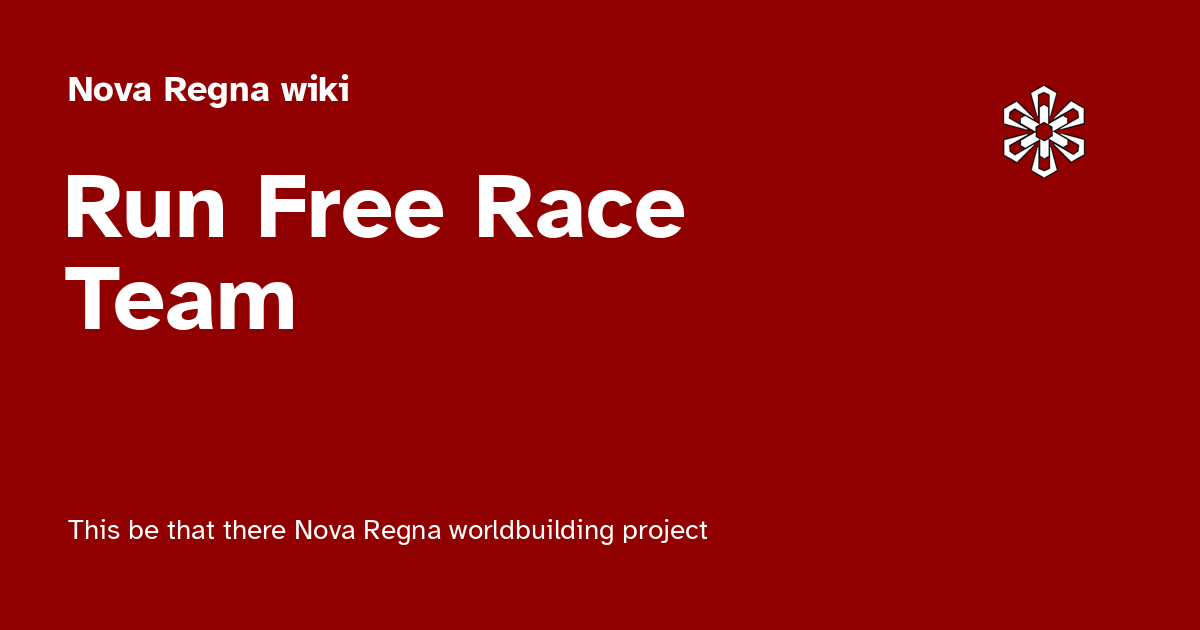 Nova Regna wiki
Run Free Race
Team
This be that there Nova Regna worldbuilding project